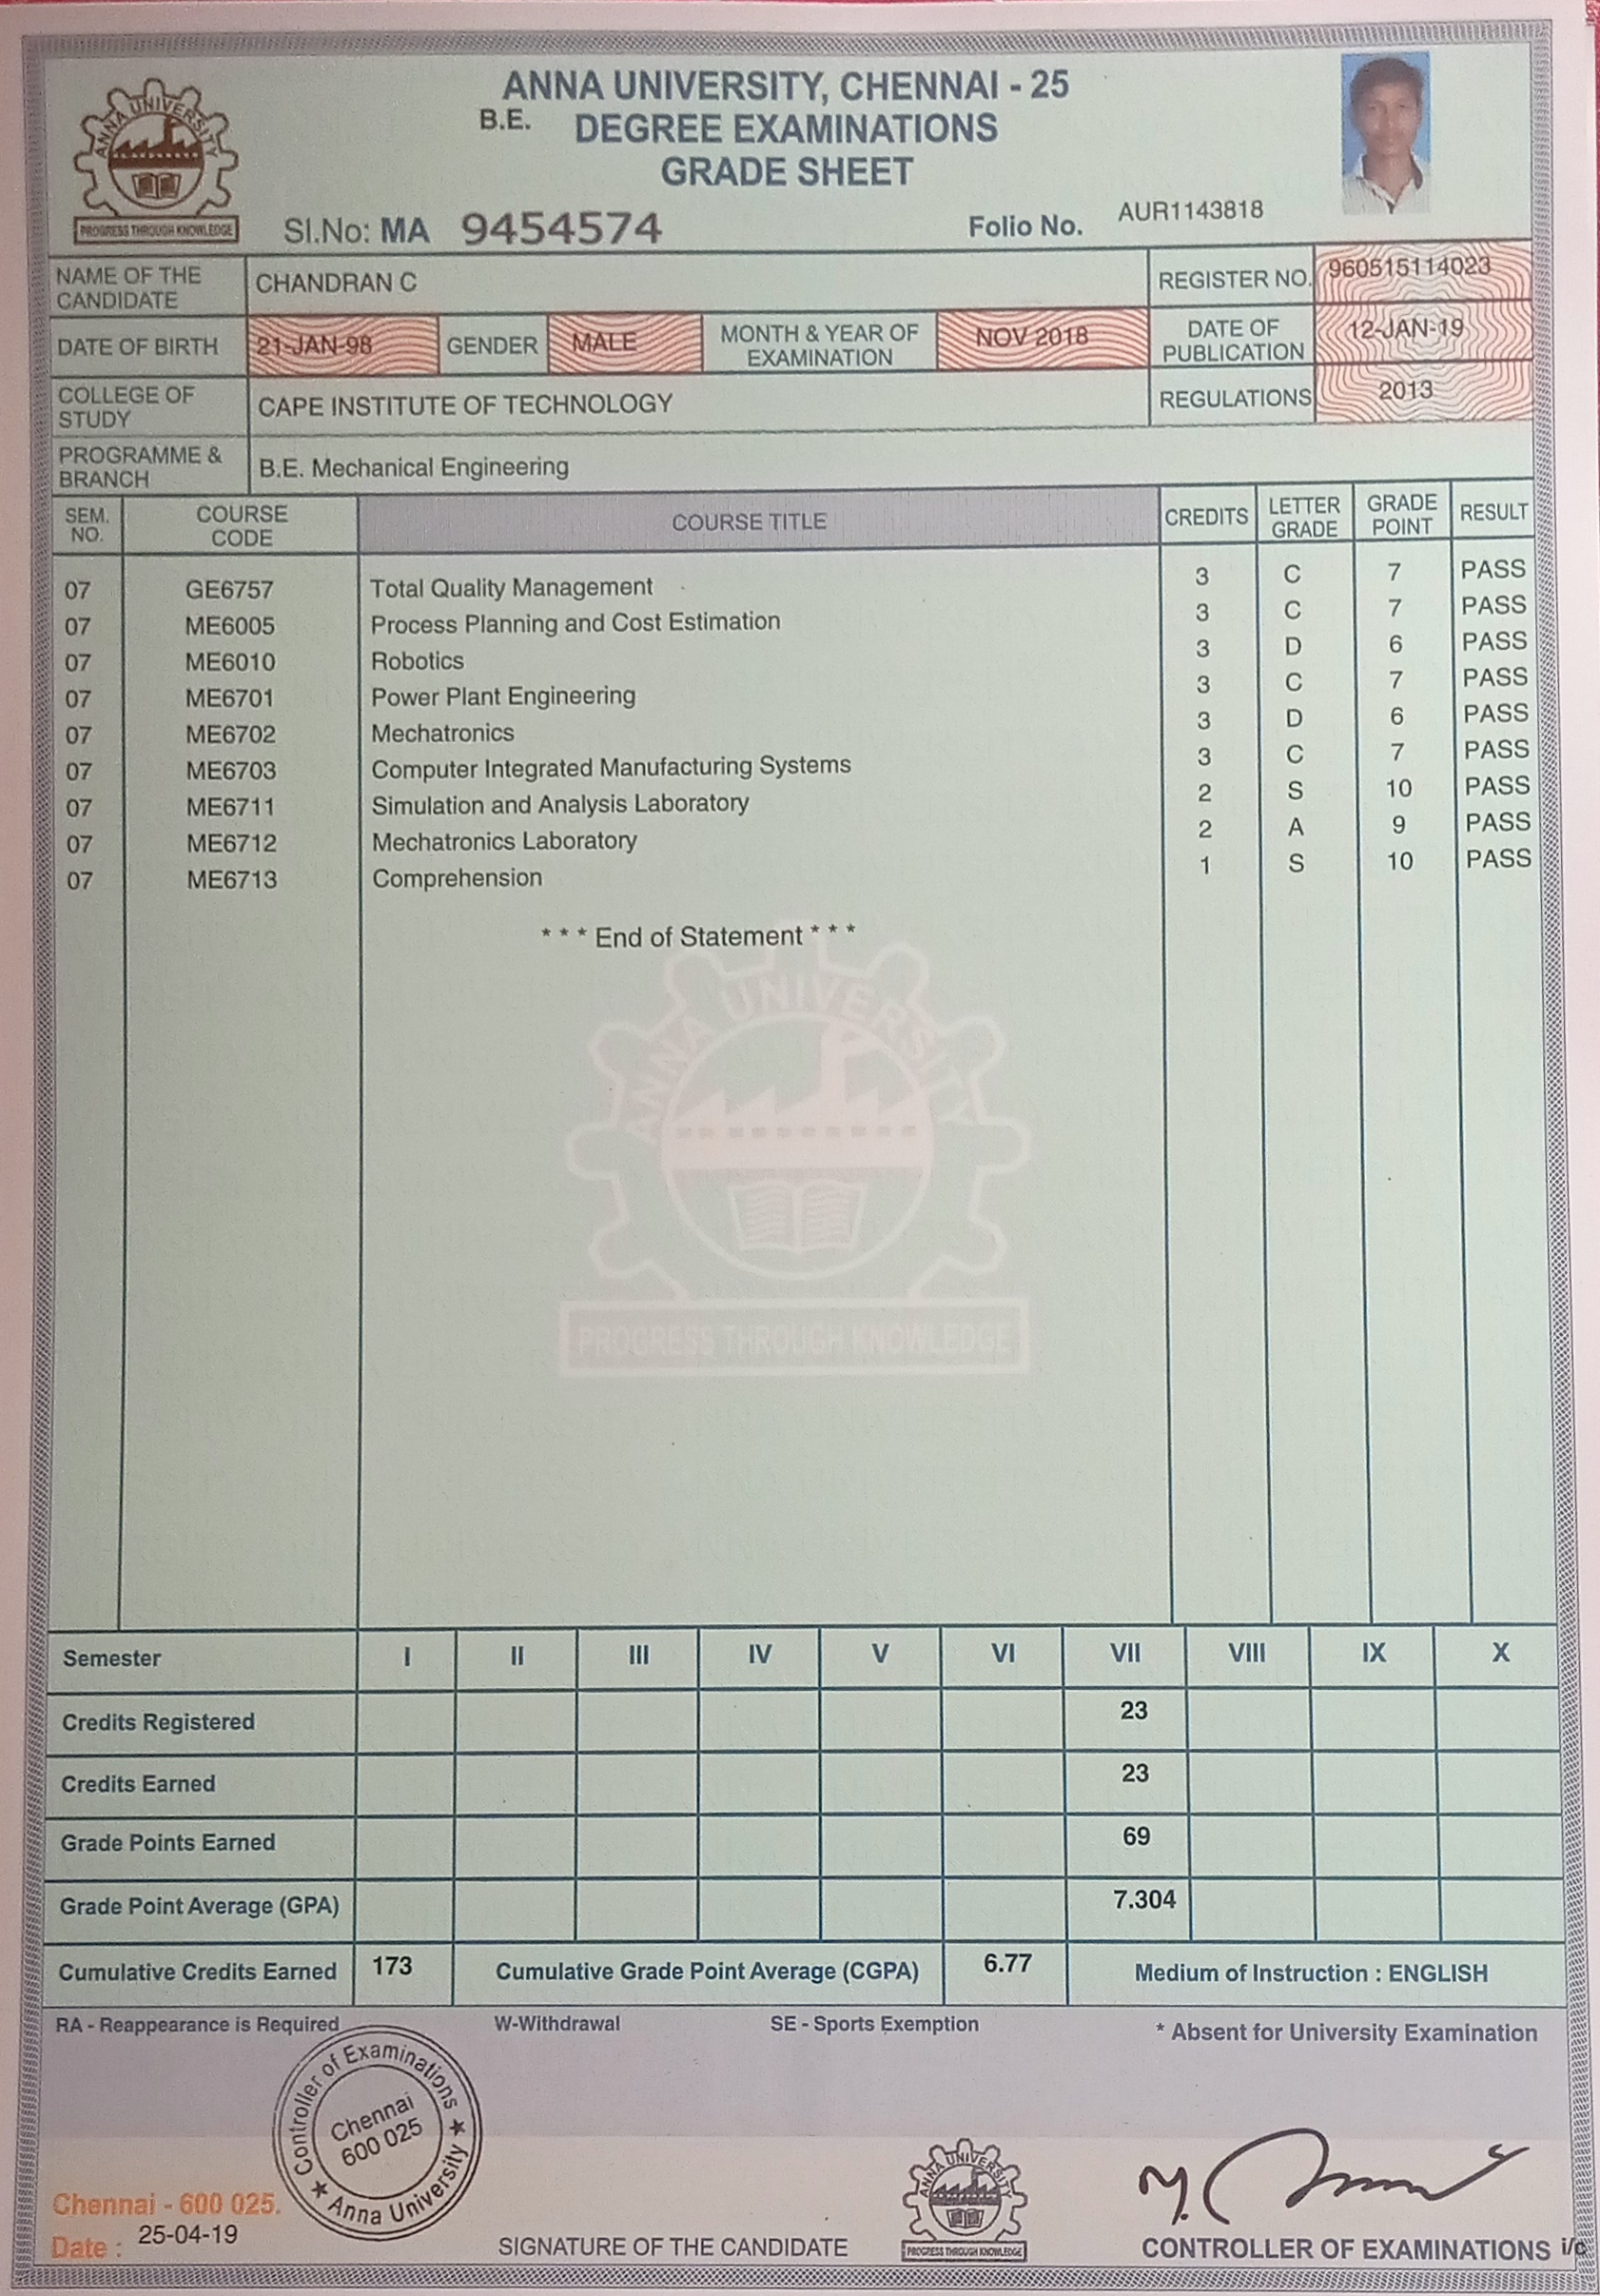 ANNA UNIVERSITY
PROGRESS THROUGH KNOWLEDGE
ANNA UNIVERSITY, CHENNAI - 25
B.E. DEGREE EXAMINATIONS
GRADE SHEET
Sl.No: MA 9454574 Folio No. AUR1143818
NAME OF THE CANDIDATE CHANDRAN C REGISTER NO. 960515114023
DATE OF BIRTH 21-JAN-98 GENDER MALE MONTH & YEAR OF EXAMINATION NOV 2018 DATE OF PUBLICATION 12-JAN-19
COLLEGE OF STUDY CAPE INSTITUTE OF TECHNOLOGY REGULATIONS 2013
PROGRAMME & BRANCH B.E. Mechanical Engineering
SEM. NO. COURSE CODE COURSE TITLE CREDITS LETTER GRADE GRADE POINT RESULT
07 GE6757 Total Quality Management 3 C 7 PASS
07 ME6005 Process Planning and Cost Estimation 3 C 7 PASS
07 ME6010 Robotics 3 D 6 PASS
07 ME6701 Power Plant Engineering 3 C 7 PASS
07 ME6702 Mechatronics 3 D 6 PASS
07 ME6703 Computer Integrated Manufacturing Systems 3 C 7 PASS
07 ME6711 Simulation and Analysis Laboratory 2 S 10 PASS
07 ME6712 Mechatronics Laboratory 2 A 9 PASS
07 ME6713 Comprehension 1 S 10 PASS
* * * End of Statement * * *
ANNA UNIVERSITY
PROGRESS THROUGH KNOWLEDGE
Semester I II III IV V VI VII VIII IX X
Credits Registered 23
Credits Earned 23
Grade Points Earned 69
Grade Point Average (GPA) 7.304
Cumulative Credits Earned 173 Cumulative Grade Point Average (CGPA) 6.77 Medium of Instruction : ENGLISH
RA - Reappearance is Required W-Withdrawal SE - Sports Exemption * Absent for University Examination
Controller of Examinations
Chennai
600 025
★ Anna University ★
Chennai - 600 025.
Date : 25-04-19
SIGNATURE OF THE CANDIDATE
ANNA UNIVERSITY
PROGRESS THROUGH KNOWLEDGE
CONTROLLER OF EXAMINATIONS i/c